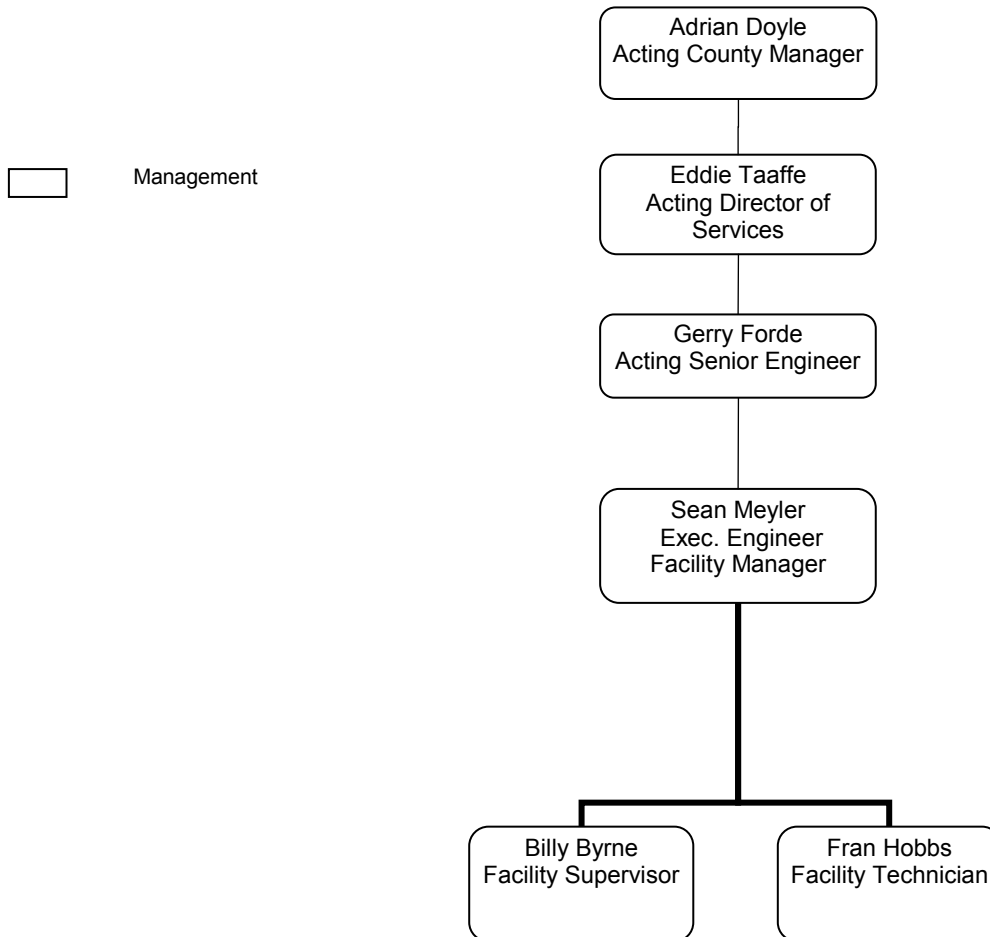 Adrian Doyle
Acting County Manager
Management
Eddie Taaffe
Acting Director of
Services
Gerry Forde
Acting Senior Engineer
Sean Meyler
Exec. Engineer
Facility Manager
Billy Byrne
Facility Supervisor
Fran Hobbs
Facility Technician